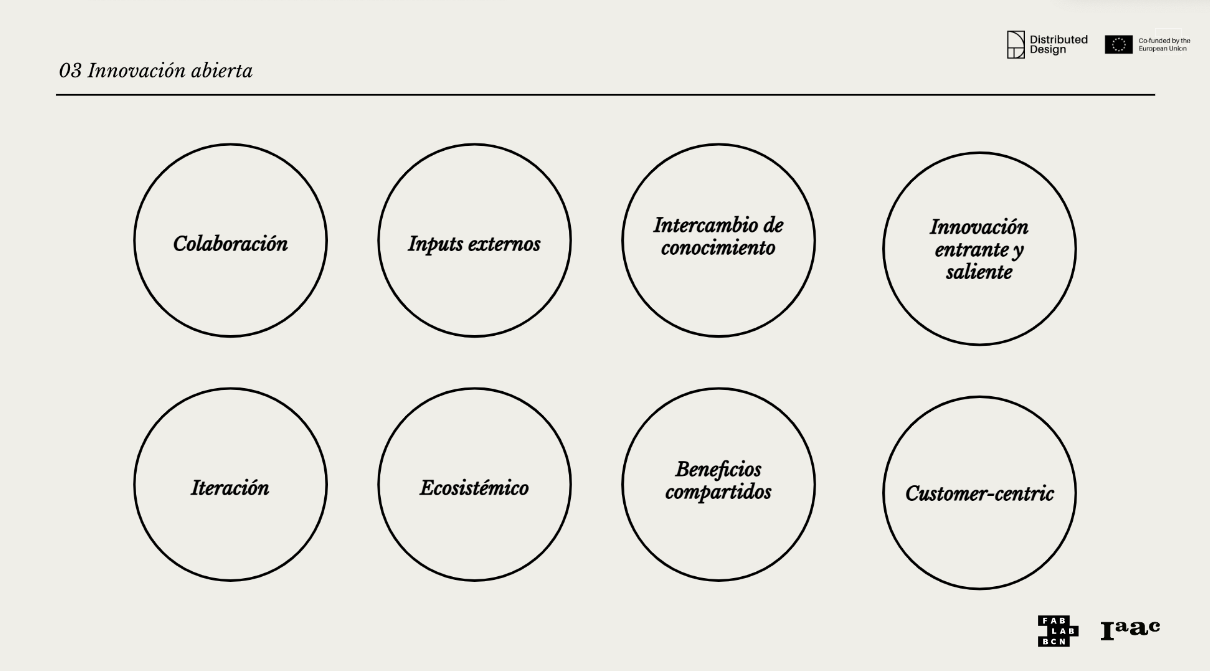 Distributed
Design
Co-funded by the
European Union
03 Innovación abierta
Colaboración
Inputs externos
Intercambio de
conocimiento
Innovación
entrante y
saliente
Iteración
Ecosistémico
Beneficios
compartidos
Customer-centric
FAB
LAB
BCN
Iaac